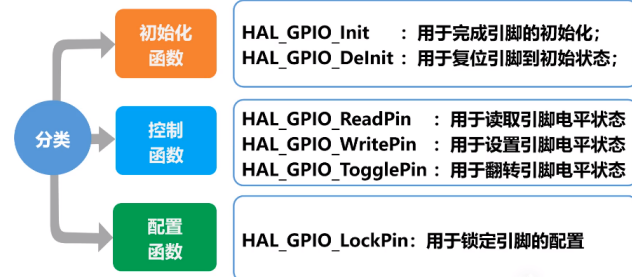 分类
初始化
函数
HAL_GPIO_Init ：用于完成引脚的初始化；
HAL_GPIO_DeInit ：用于复位引脚到初始状态；
控制
函数
HAL_GPIO_ReadPin ：用于读取引脚电平状态
HAL_GPIO_WritePin ：用于设置引脚电平状态
HAL_GPIO_TogglePin ：用于翻转引脚电平状态
配置
函数
HAL_GPIO_LockPin：用于锁定引脚的配置